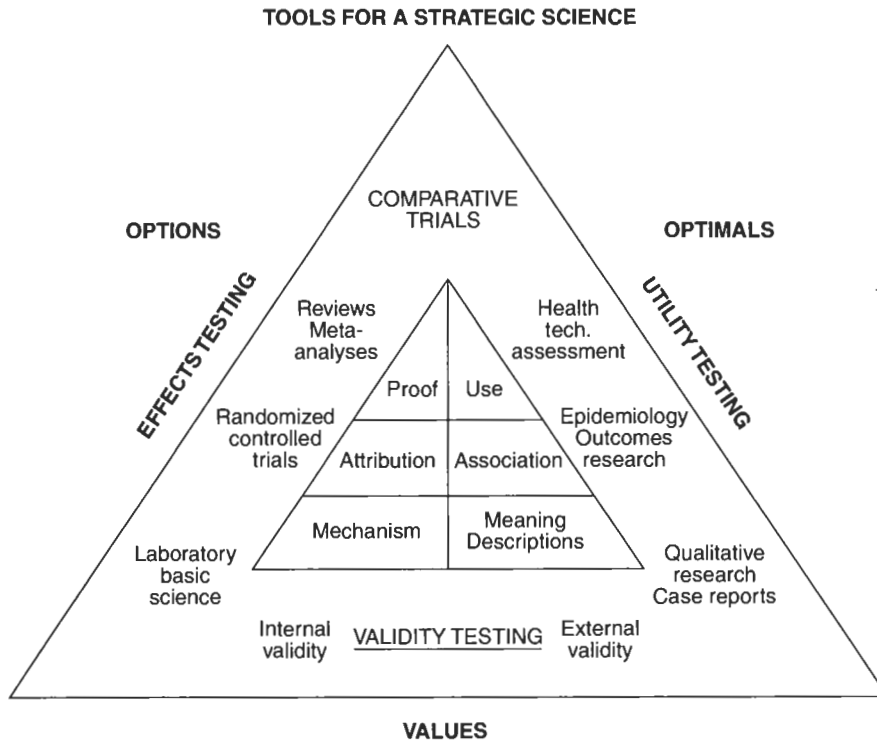 TOOLS FOR A STRATEGIC SCIENCE
COMPARATIVE
TRIALS
OPTIONS
OPTIMALS
EFFECTS TESTING
UTILITY TESTING
Reviews
Meta-
analyses
Health
tech.
assessment
Proof
Use
Randomized
controlled
trials
Epidemiology
Outcomes
research
Attribution
Association
Mechanism
Meaning
Descriptions
Laboratory
basic
science
Qualitative
research
Case reports
Internal
validity
VALIDITY TESTING
External
validity
VALUES